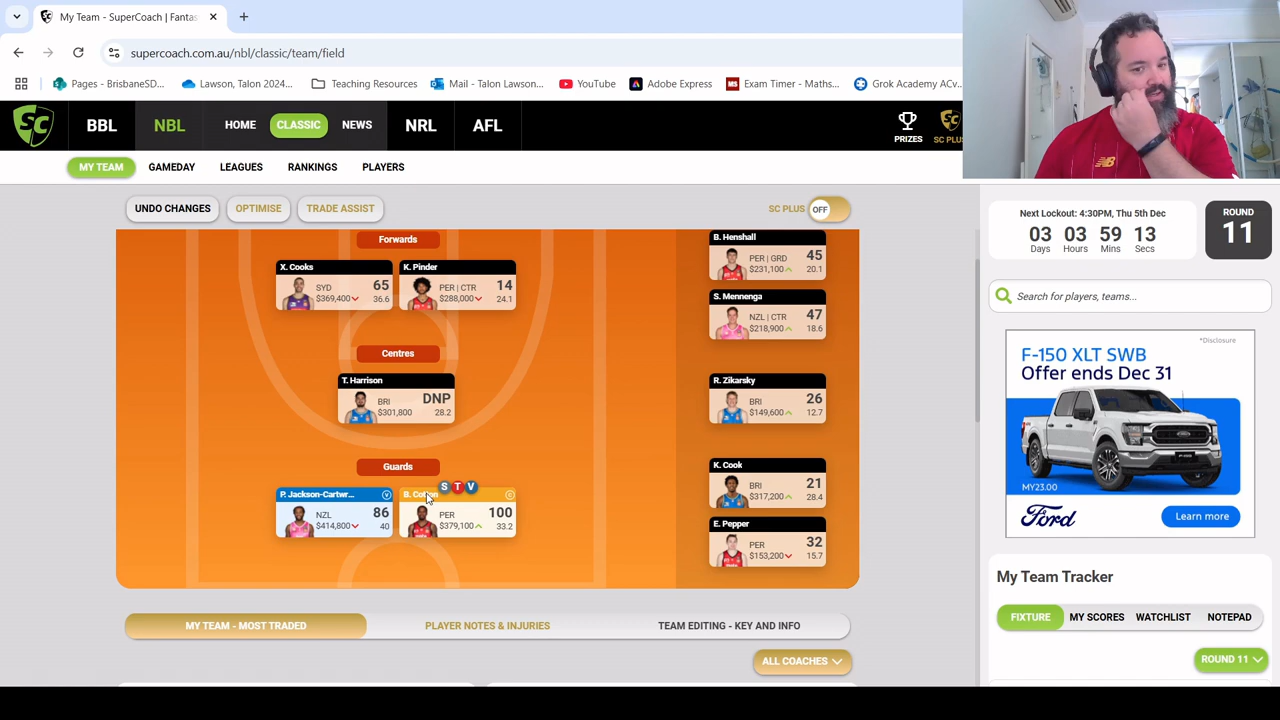 My Team - SuperCoach | Fantas
supercoach.com.au/nbl/classic/team/field
Pages - BrisbaneSD...
Lawson, Talon 2024...
Teaching Resources
Mail - Talon Lawson...
YouTube
Adobe Express
MS
Exam Timer - Maths...
Grok Academy ACv...
SC
BBL
NBL
HOME
CLASSIC
NEWS
NRL
AFL
PRIZES
SC
SC PLUS
NB
MY TEAM
GAMEDAY
LEAGUES
RANKINGS
PLAYERS
UNDO CHANGES
OPTIMISE
TRADE ASSIST
SC PLUS
OFF
Forwards
X. Cooks
SYD
65
$369,400
36.6
K. Pinder
PER | CTR
14
$288,000
24.1
Centres
T. Harrison
BRI
DNP
$301,800
28.2
Guards
P. Jackson-Cartwr...
V
NZL
86
$414,800
40
S T V
C
PER
100
$379,100
33.2
B. Henshall
PER | GRD
45
$231,100
20.1
S. Mennenga
NZL | CTR
47
$218,900
18.6
R. Zikarsky
BRI
26
$149,600
12.7
K. Cook
BRI
21
$317,200
28.4
E. Pepper
PER
32
$153,200
15.7
MY TEAM - MOST TRADED
PLAYER NOTES & INJURIES
TEAM EDITING - KEY AND INFO
ALL COACHES
Next Lockout: 4:30PM, Thu 5th Dec
03 03 59 13
Days Hours Mins Secs
ROUND
11
Search for players, teams...
*Disclosure
F-150 XLT SWB
Offer ends Dec 31
MY23.00
Ford
Learn more
My Team Tracker
FIXTURE
MY SCORES
WATCHLIST
NOTEPAD
ROUND 11